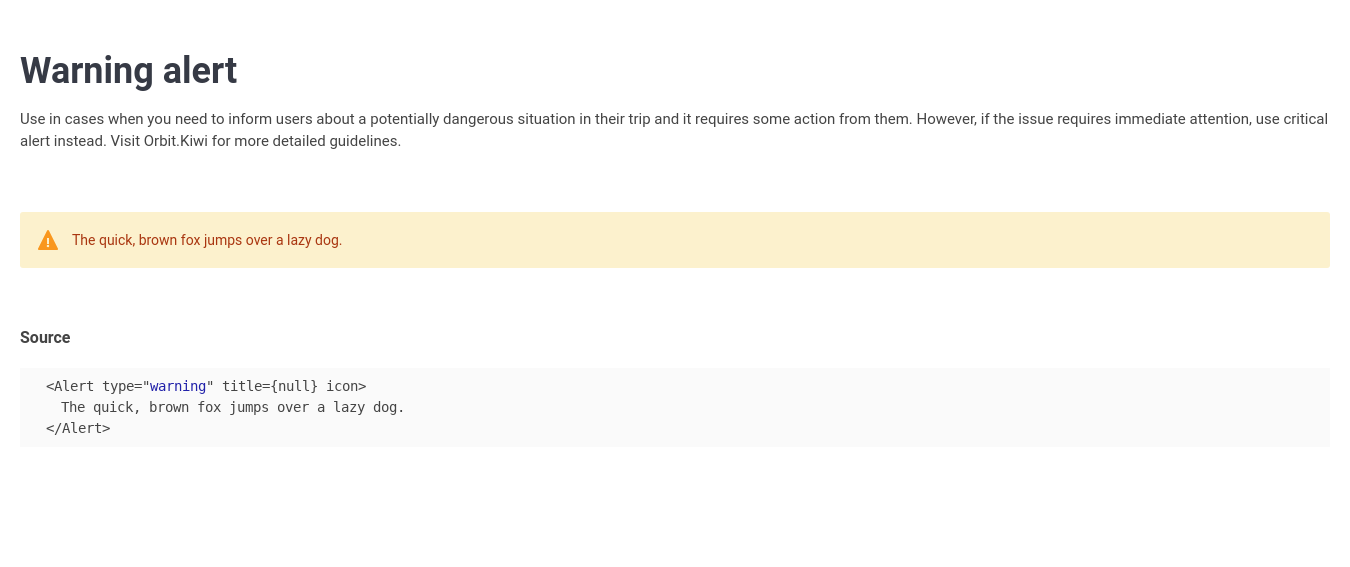 Warning alert
Use in cases when you need to inform users about a potentially dangerous situation in their trip and it requires some action from them. However, if the issue requires immediate attention, use critical
alert instead. Visit Orbit.Kiwi for more detailed guidelines.
The quick, brown fox jumps over a lazy dog.
Source
<Alert type="warning" title={null} icon>
  The quick, brown fox jumps over a lazy dog.
</Alert>